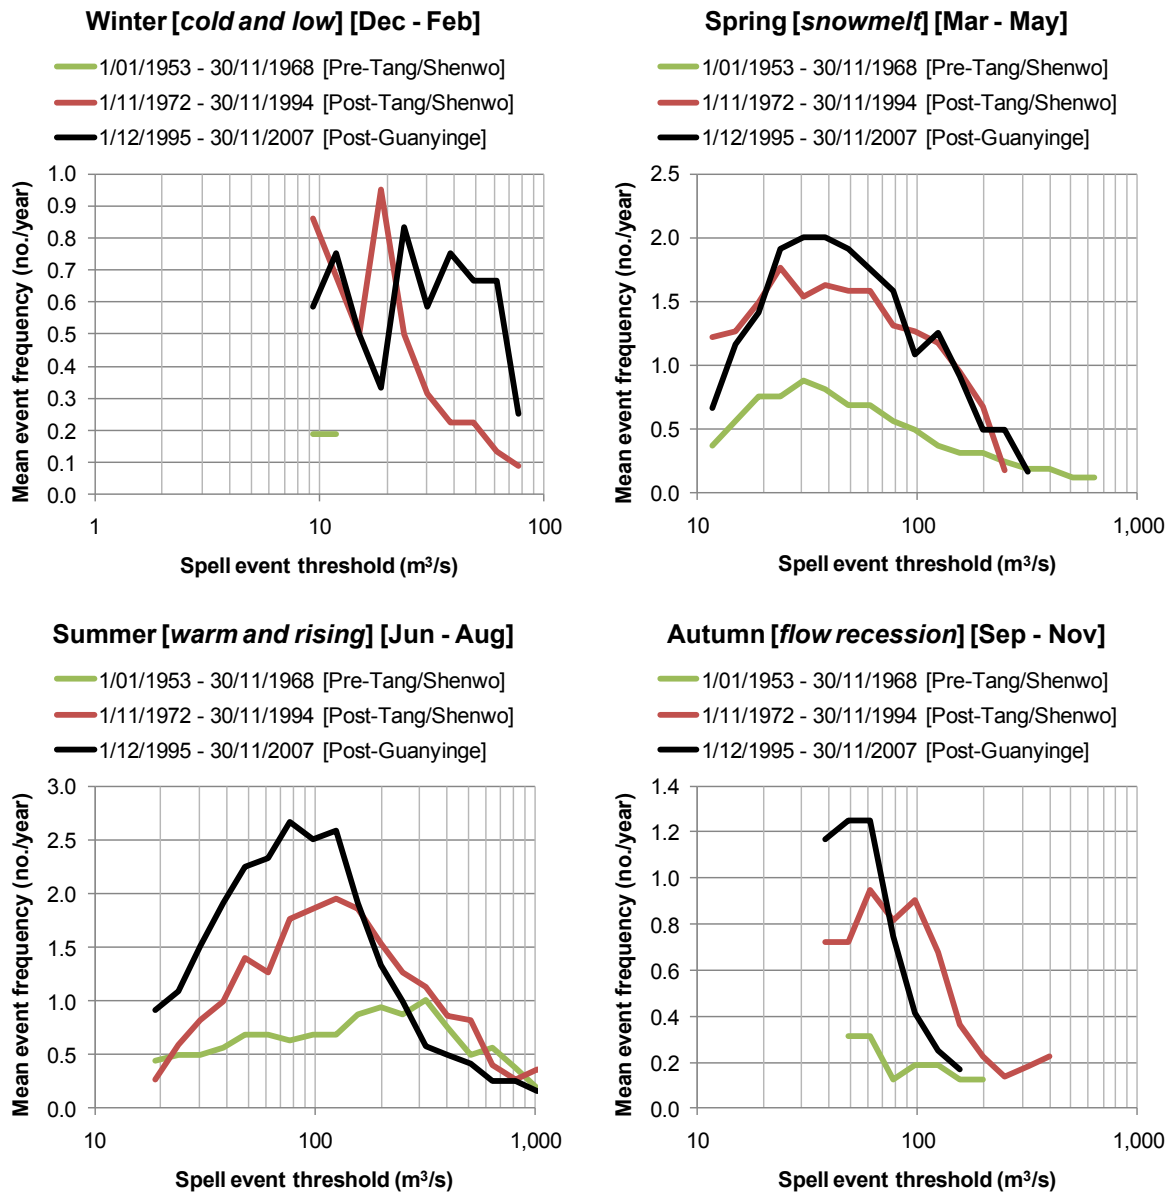 Winter [cold and low] [Dec - Feb]
1/01/1953 - 30/11/1968 [Pre-Tang/Shenwo]
1/11/1972 - 30/11/1994 [Post-Tang/Shenwo]
1/12/1995 - 30/11/2007 [Post-Guanyinge]
Mean event frequency (no./year)
1.0
0.9
0.8
0.7
0.6
0.5
0.4
0.3
0.2
0.1
0.0
1 10 100
Spell event threshold (m³/s)
Spring [snowmelt] [Mar - May]
1/01/1953 - 30/11/1968 [Pre-Tang/Shenwo]
1/11/1972 - 30/11/1994 [Post-Tang/Shenwo]
1/12/1995 - 30/11/2007 [Post-Guanyinge]
Mean event frequency (no./year)
2.5
2.0
1.5
1.0
0.5
0.0
10 100 1,000
Spell event threshold (m³/s)
Summer [warm and rising] [Jun - Aug]
1/01/1953 - 30/11/1968 [Pre-Tang/Shenwo]
1/11/1972 - 30/11/1994 [Post-Tang/Shenwo]
1/12/1995 - 30/11/2007 [Post-Guanyinge]
Mean event frequency (no./year)
3.0
2.5
2.0
1.5
1.0
0.5
0.0
10 100 1,000
Spell event threshold (m³/s)
Autumn [flow recession] [Sep - Nov]
1/01/1953 - 30/11/1968 [Pre-Tang/Shenwo]
1/11/1972 - 30/11/1994 [Post-Tang/Shenwo]
1/12/1995 - 30/11/2007 [Post-Guanyinge]
Mean event frequency (no./year)
1.4
1.2
1.0
0.8
0.6
0.4
0.2
0.0
10 100 1,000
Spell event threshold (m³/s)